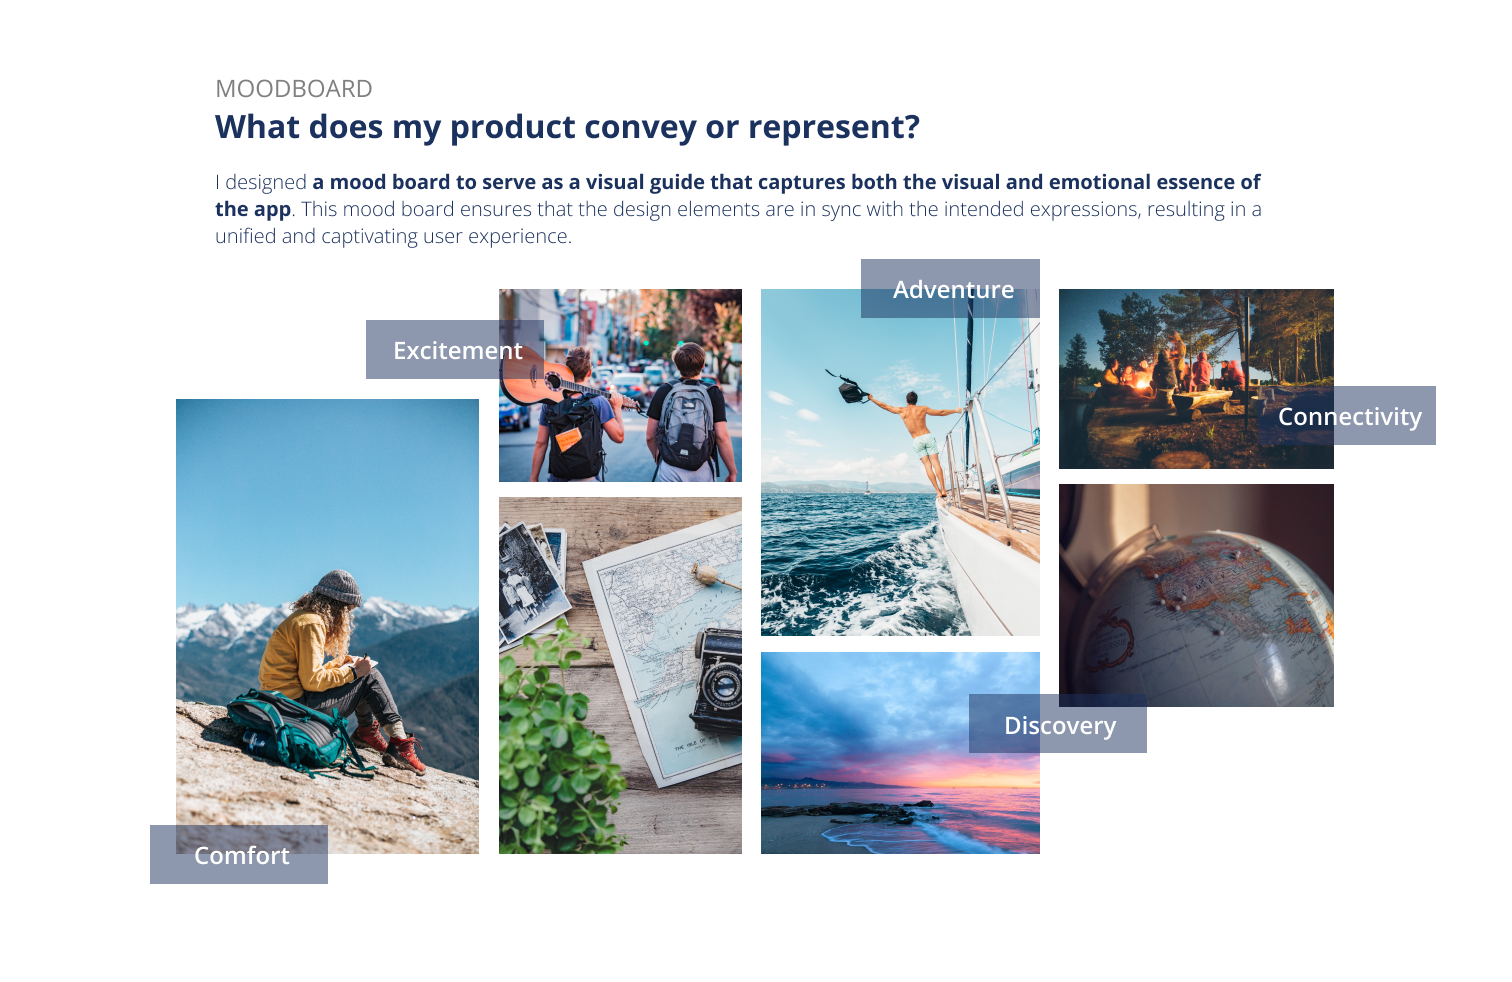 MOODBOARD
What does my product convey or represent?
I designed a mood board to serve as a visual guide that captures both the visual and emotional essence of
the app. This mood board ensures that the design elements are in sync with the intended expressions, resulting in a
unified and captivating user experience.
Adventure
Excitement
Connectivity
Discovery
Comfort